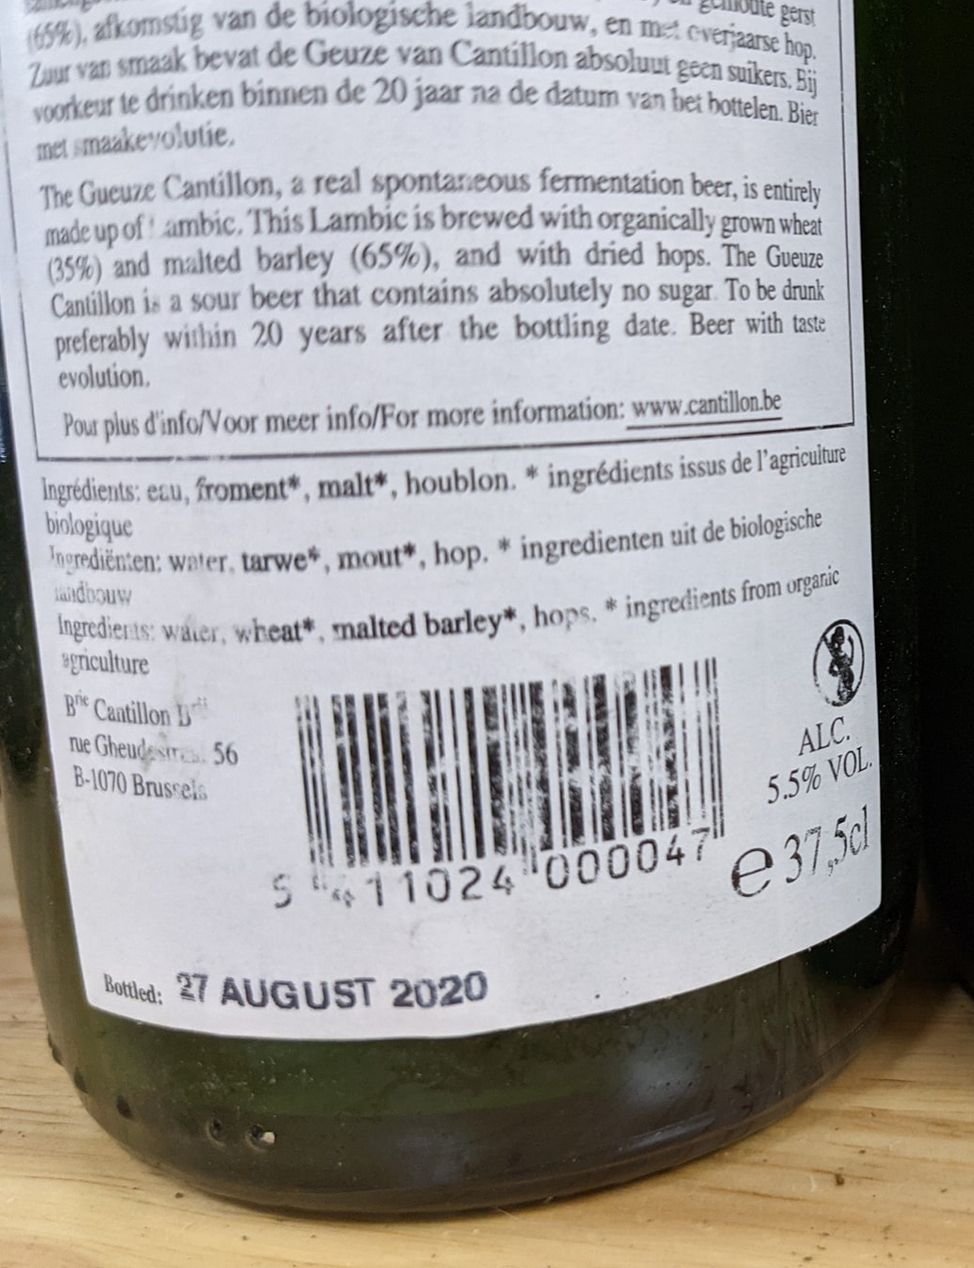 gemoute gerst
(65%), afkomstig van de biologische landbouw, en met overjaarse hop.
Zuur van smaak bevat de Geuze van Cantillon absoluut geen suikers. Bij
voorkeur te drinken binnen de 20 jaar na de datum van het bottelen. Bier
met smaakevolutie.
The Gueuze Cantillon, a real spontaneous fermentation beer, is entirely
made up of Lambic. This Lambic is brewed with organically grown wheat
(35%) and malted barley (65%), and with dried hops. The Gueuze
Cantillon is a sour beer that contains absolutely no sugar. To be drunk
preferably within 20 years after the bottling date. Beer with taste
evolution.
Pour plus d'info/Voor meer info/For more information: www.cantillon.be
Ingrédients: eau, froment*, malt*, houblon. * ingrédients issus de l'agriculture
biologique
Ingrediënten: water, tarwe*, mout*, hop. * ingredienten uit de biologische
landbouw
Ingredients: water, wheat*, malted barley*, hops. * ingredients from organic
agriculture
Brie Cantillon
rue Gheude 56
B-1070 Brussels
5 411024 000047
ALC.
5.5% VOL.
e 37,5cl
Bottled: 27 AUGUST 2020